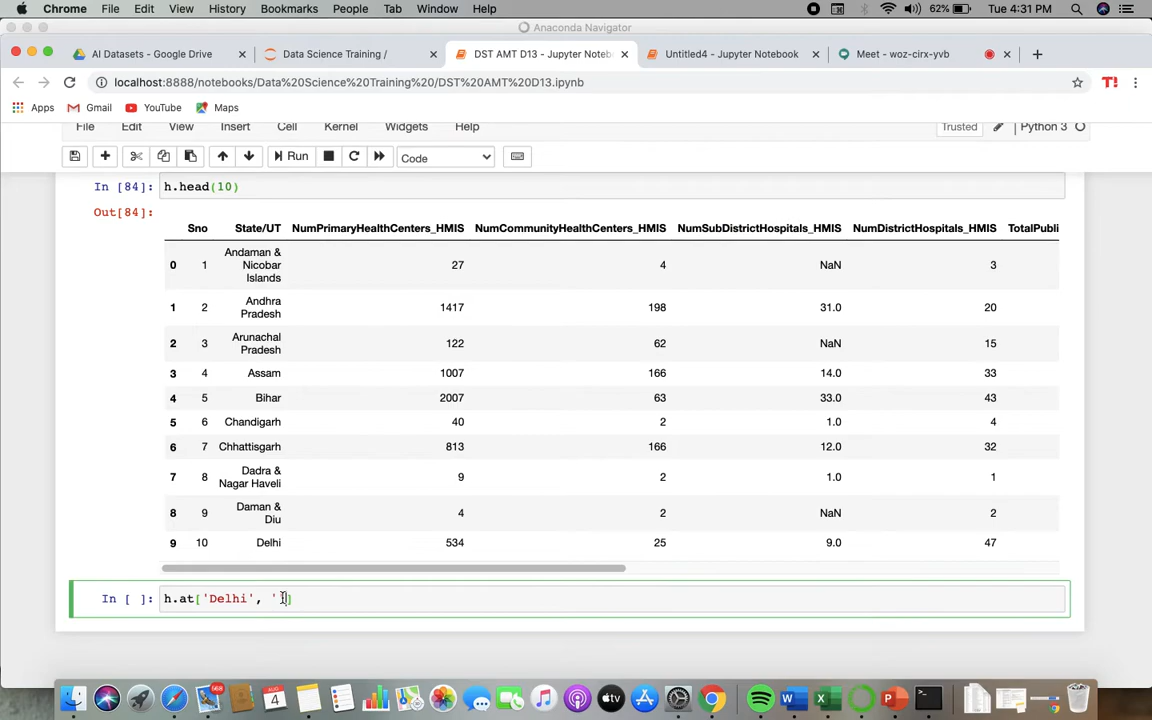 Chrome File Edit View History Bookmarks People Tab Window Help 62% Tue 4:31 PM
Anaconda Navigator
AI Datasets - Google Drive Data Science Training / DST AMT D13 - Jupyter Noteb Untitled4 - Jupyter Notebook Meet - woz-cirx-yvb
localhost:8888/notebooks/Data%20Science%20Training%20/DST%20AMT%20D13.ipynb T!
Apps Gmail YouTube Maps
File Edit View Insert Cell Kernel Widgets Help Trusted Python 3
Run Code
In [84]: h.head(10)
Out[84]:
Sno State/UT NumPrimaryHealthCenters_HMIS NumCommunityHealthCenters_HMIS NumSubDistrictHospitals_HMIS NumDistrictHospitals_HMIS TotalPubli
0 1 Andaman & Nicobar Islands 27 4 NaN 3
1 2 Andhra Pradesh 1417 198 31.0 20
2 3 Arunachal Pradesh 122 62 NaN 15
3 4 Assam 1007 166 14.0 33
4 5 Bihar 2007 63 33.0 43
5 6 Chandigarh 40 2 1.0 4
6 7 Chhattisgarh 813 166 12.0 32
7 8 Dadra & Nagar Haveli 9 2 1.0 1
8 9 Daman & Diu 4 2 NaN 2
9 10 Delhi 534 25 9.0 47
In [ ]: h.at['Delhi', ']
568
AUG
4
tv